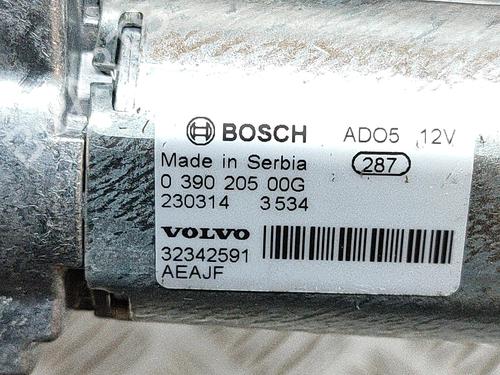 BOSCH ADO5 12V
Made in Serbia 287
0 390 205 00G
230314 3534
VOLVO
32342591
AEAJF